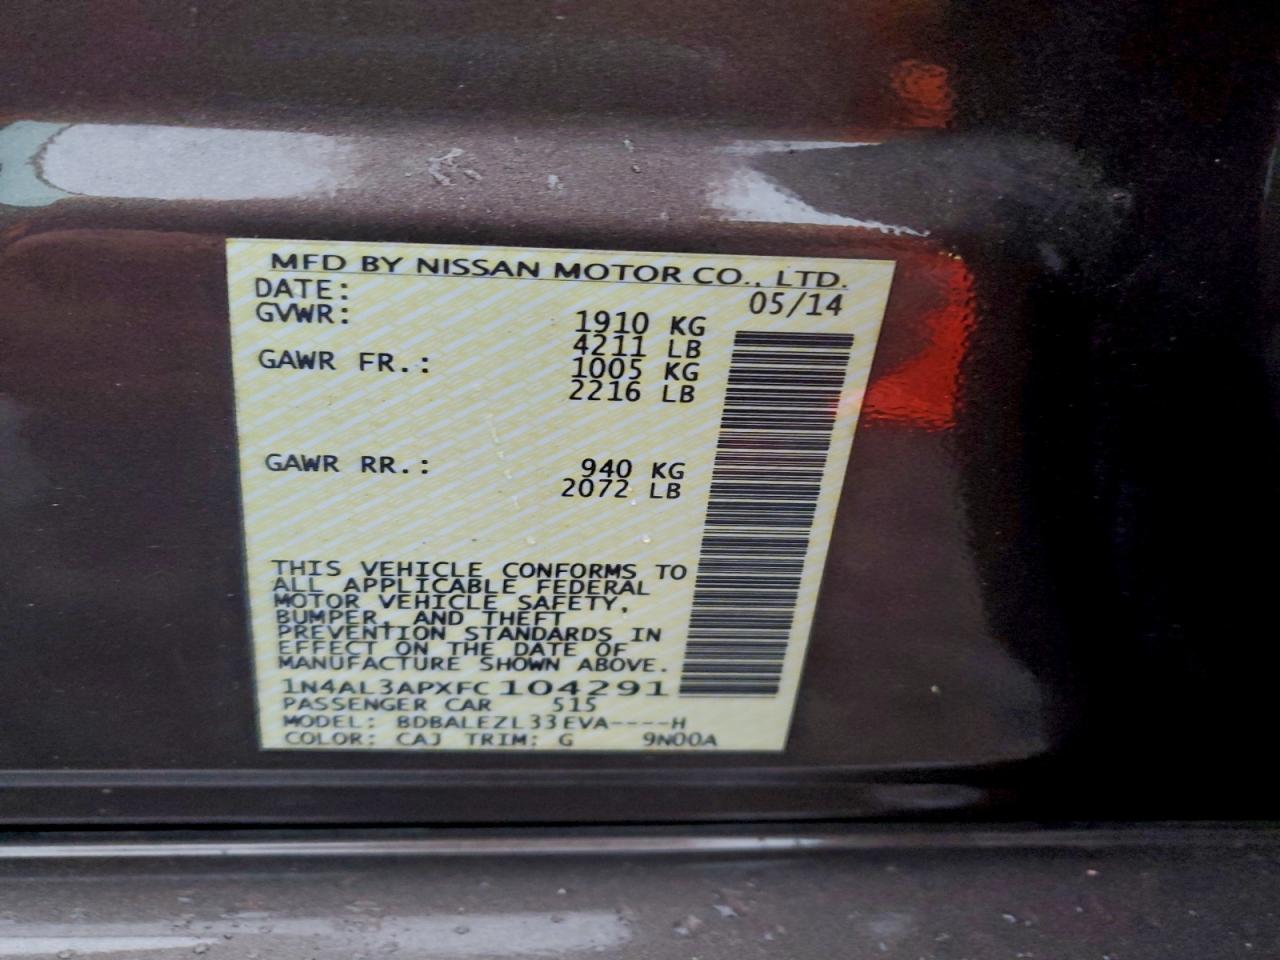 MFD BY NISSAN MOTOR CO., LTD.
DATE: 05/14
GVWR: 1910 KG
4211 LB
GAWR FR.: 1005 KG
2216 LB
GAWR RR.: 940 KG
2072 LB
THIS VEHICLE CONFORMS TO
ALL APPLICABLE FEDERAL
MOTOR VEHICLE SAFETY,
BUMPER, AND THEFT
PREVENTION STANDARDS IN
EFFECT ON THE DATE OF
MANUFACTURE SHOWN ABOVE.
1N4AL3APXFC104291
PASSENGER CAR 515
MODEL: BDBALEZL33EVA----H
COLOR: CAJ TRIM: G 9N00A